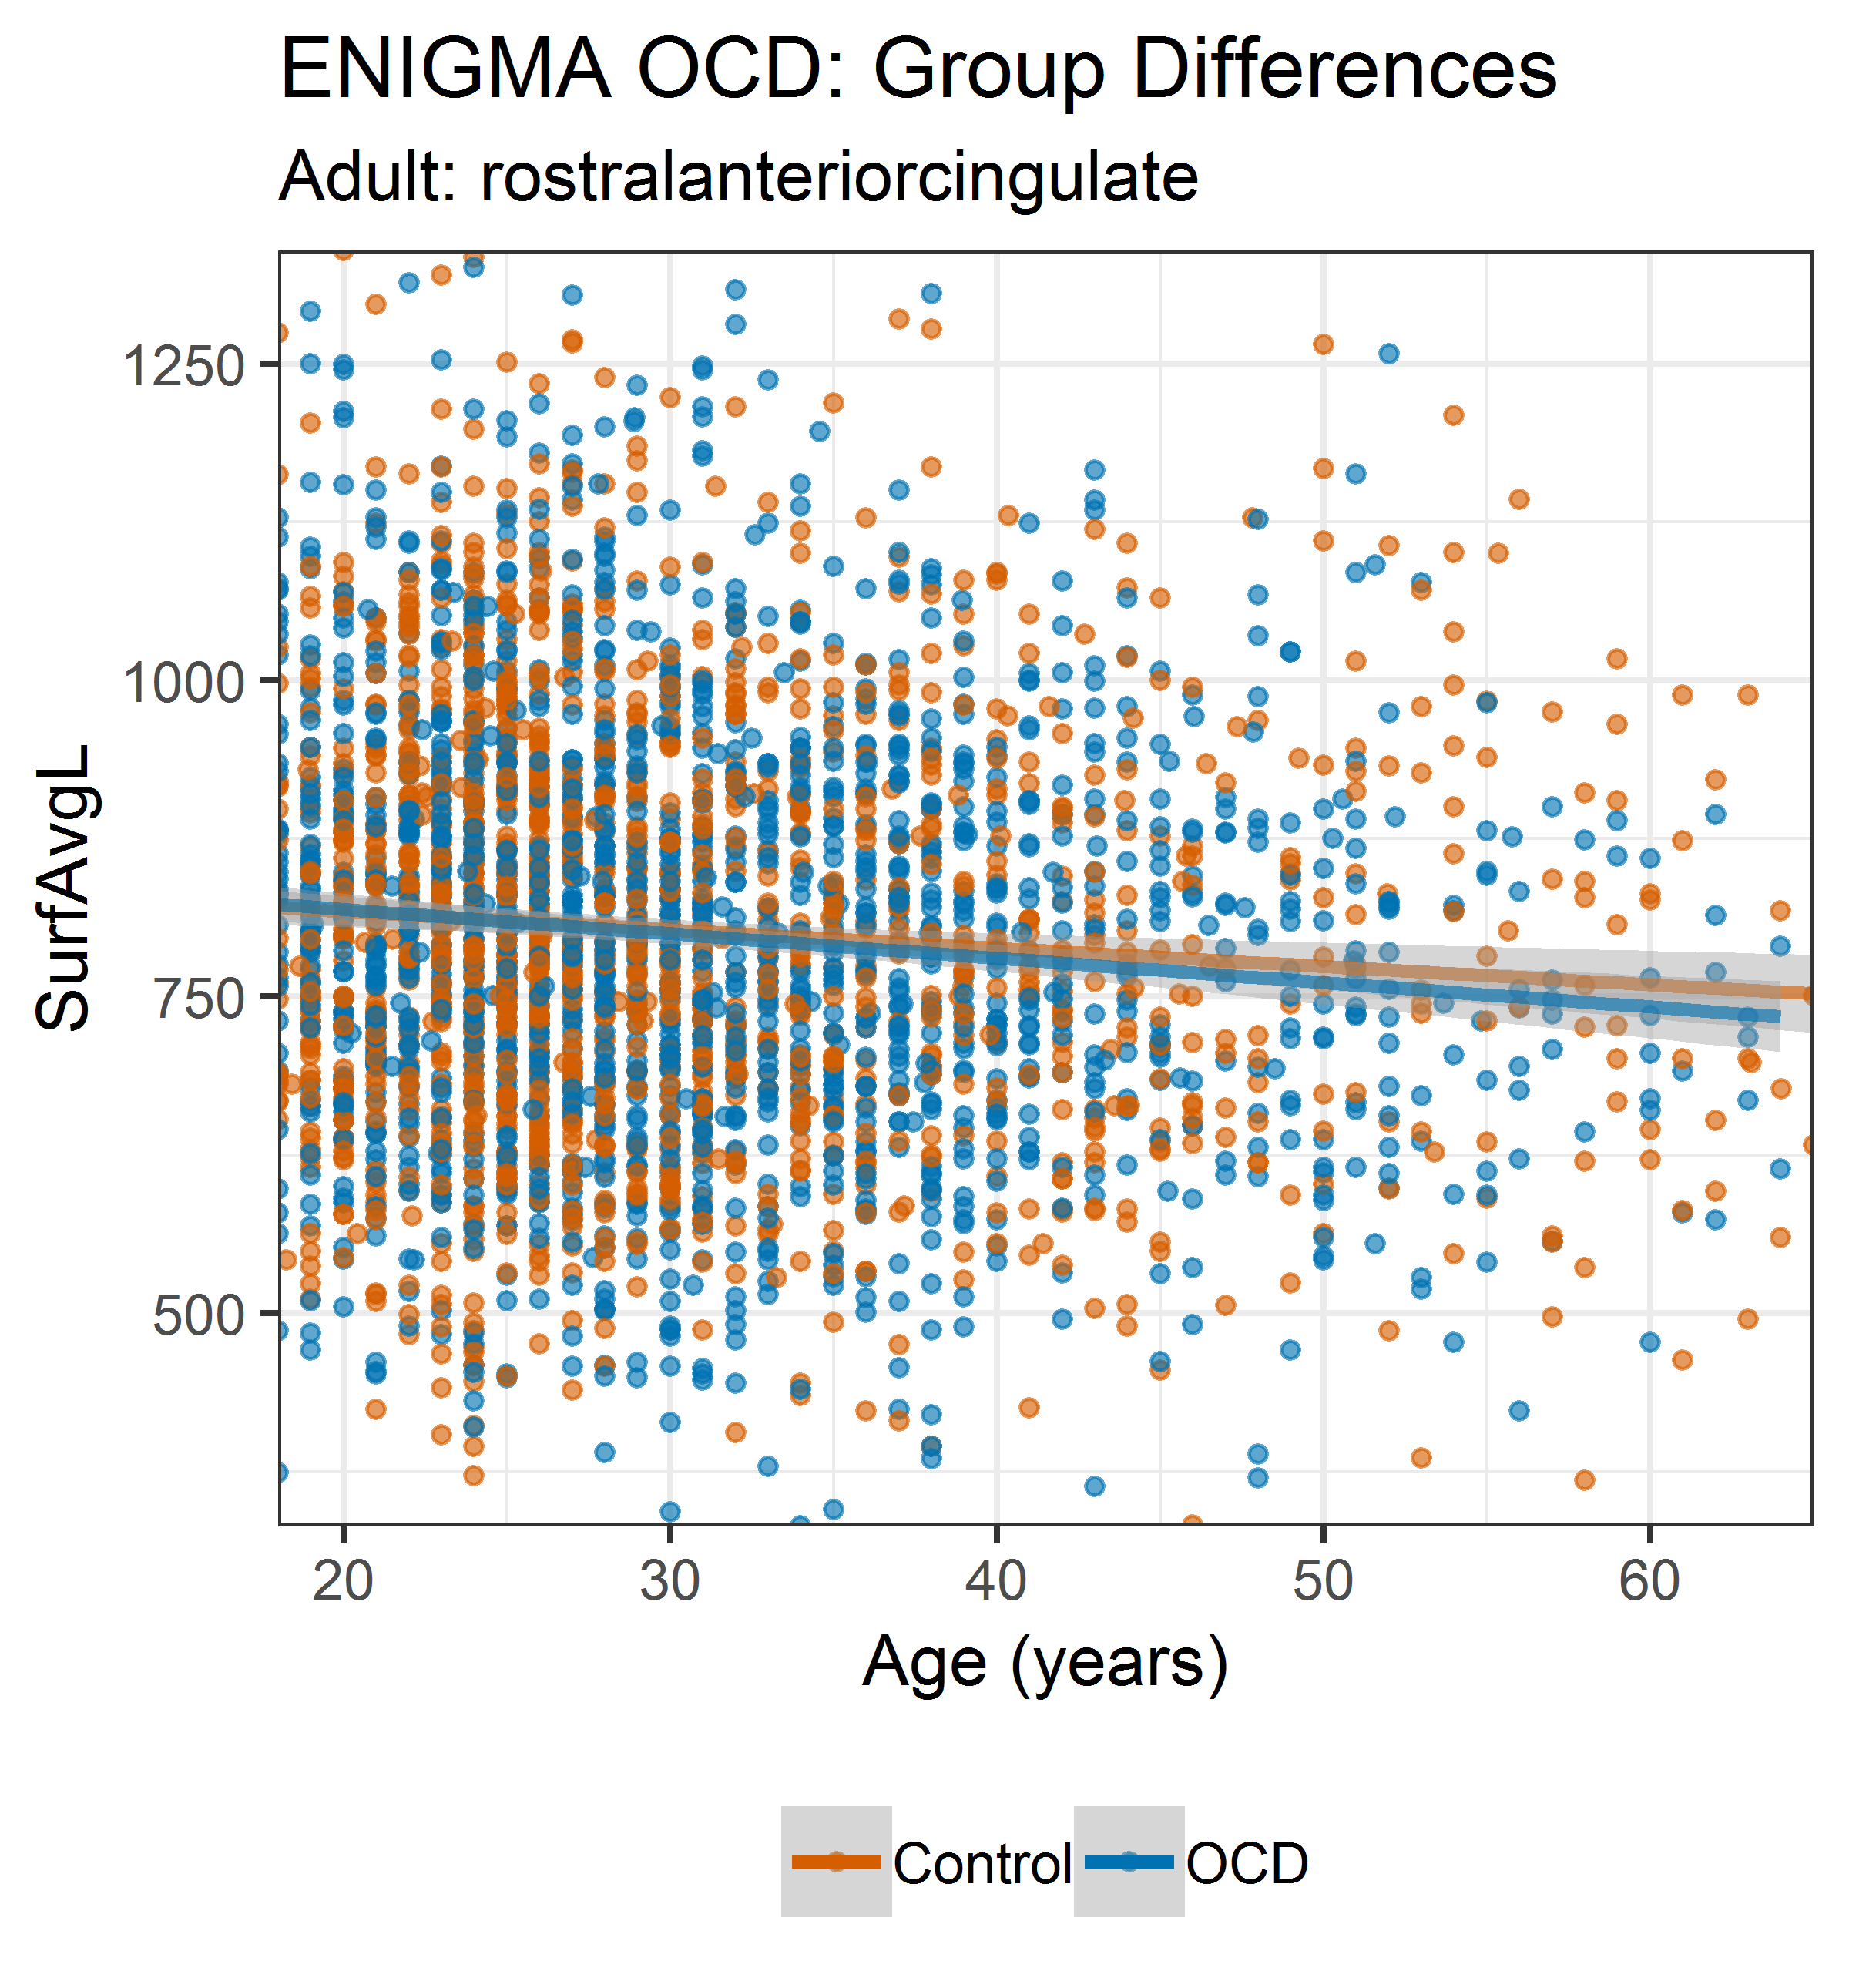 ENIGMA OCD: Group Differences
Adult: rostralanteriorcingulate
SurfAvgL
1250
1000
750
500
20 30 40 50 60
Age (years)
Control OCD